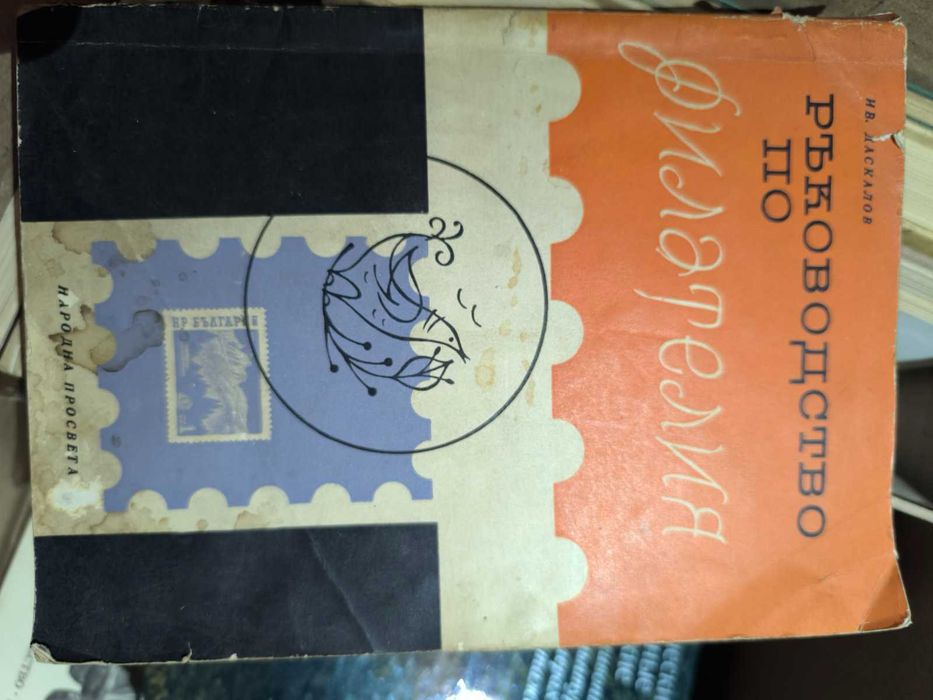 ИВ. ДАСКАЛОВ
РЪКОВОДСТВО
ПО
филателия
НР БЪЛГАРИЯ
НАРОДНА ПРОСВЕТА